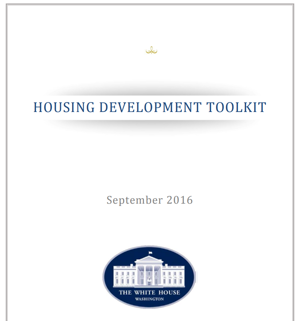 HOUSING DEVELOPMENT TOOLKIT
September 2016
THE WHITE HOUSE
WASHINGTON